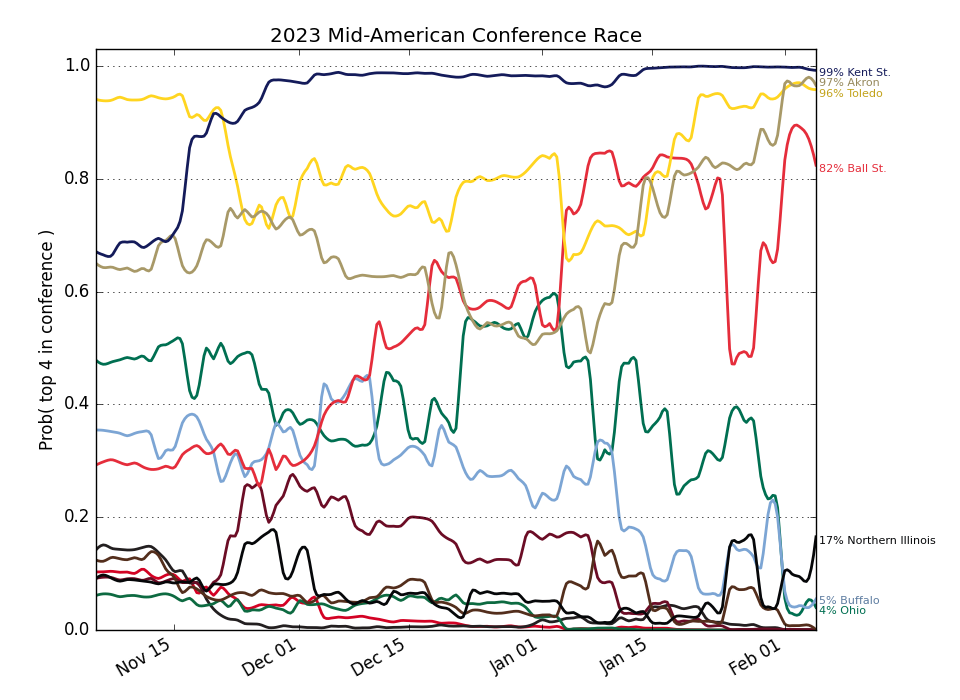 2023 Mid-American Conference Race
Prob( top 4 in conference )
1.0
0.8
0.6
0.4
0.2
0.0
Nov 15
Dec 01
Dec 15
Jan 01
Jan 15
Feb 01
99% Kent St.
97% Akron
96% Toledo
82% Ball St.
17% Northern Illinois
5% Buffalo
4% Ohio